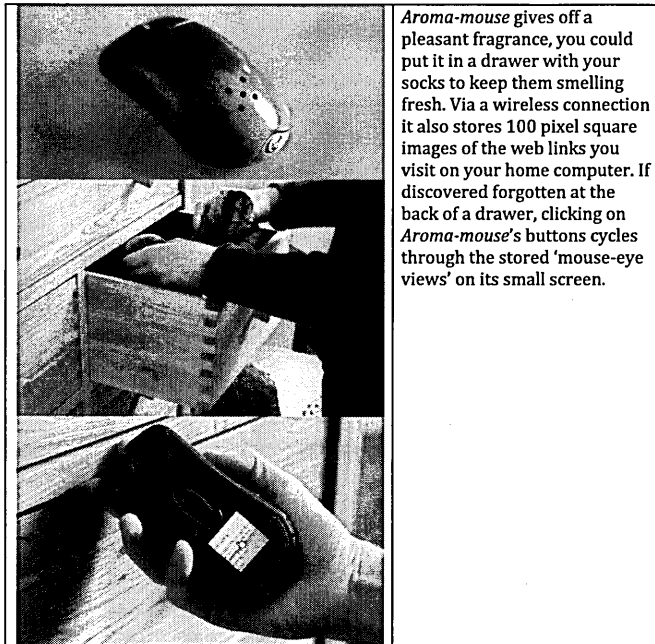 Aroma-mouse gives off a
pleasant fragrance, you could
put it in a drawer with your
socks to keep them smelling
fresh. Via a wireless connection
it also stores 100 pixel square
images of the web links you
visit on your home computer. If
discovered forgotten at the
back of a drawer, clicking on
Aroma-mouse's buttons cycles
through the stored 'mouse-eye
views' on its small screen.